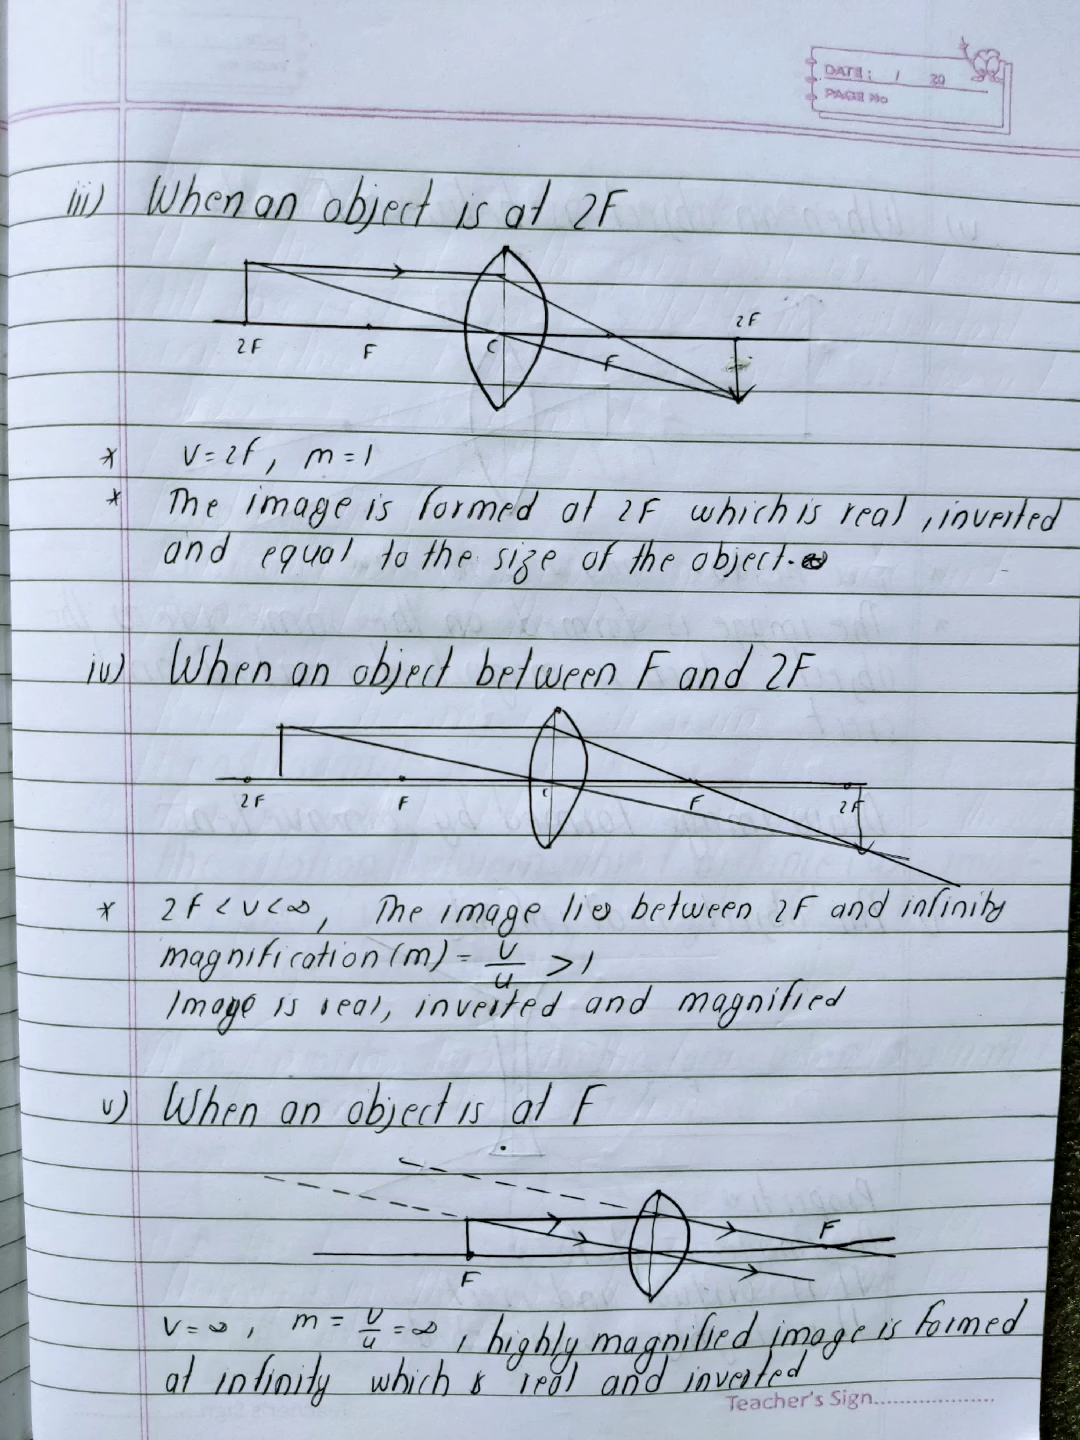 DATE: / 20
PAGE No
iii) When an object is at 2F
2F F C F 2F
* v=2f, m=1
* The image is formed at 2F which is real, inverted
and equal to the size of the object.
iv) When an object between F and 2F
2F F C F 2F
* 2F<v<∞, The image lies between 2F and infinity
magnification(m) = v/u >1
Image is real, inverted and magnified
v) When an object is at F
F F
v=∞, m= v/u =∞, highly magnified image is formed
at infinity which is real and inverted
Teacher's Sign....................